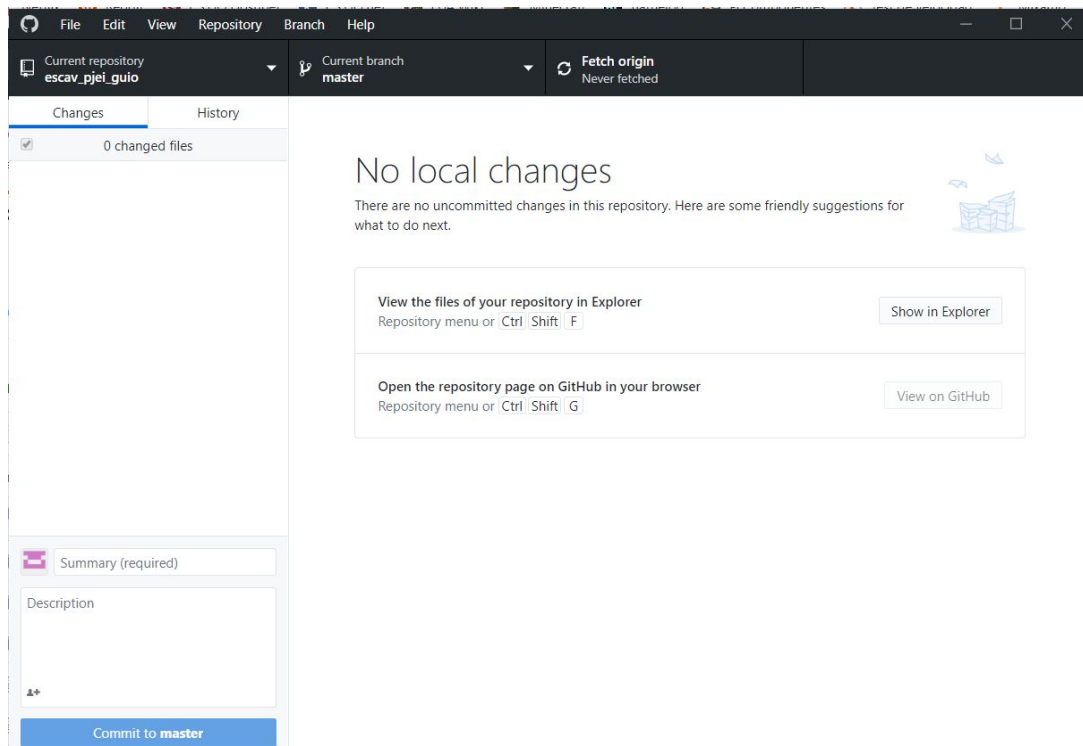 File Edit View Repository Branch Help
Current repository
escav_pjei_guio
Current branch
master
Fetch origin
Never fetched
Changes History
0 changed files
No local changes
There are no uncommitted changes in this repository. Here are some friendly suggestions for
what to do next.
View the files of your repository in Explorer
Repository menu or Ctrl Shift F
Show in Explorer
Open the repository page on GitHub in your browser
Repository menu or Ctrl Shift G
View on GitHub
Summary (required)
Description
Commit to master